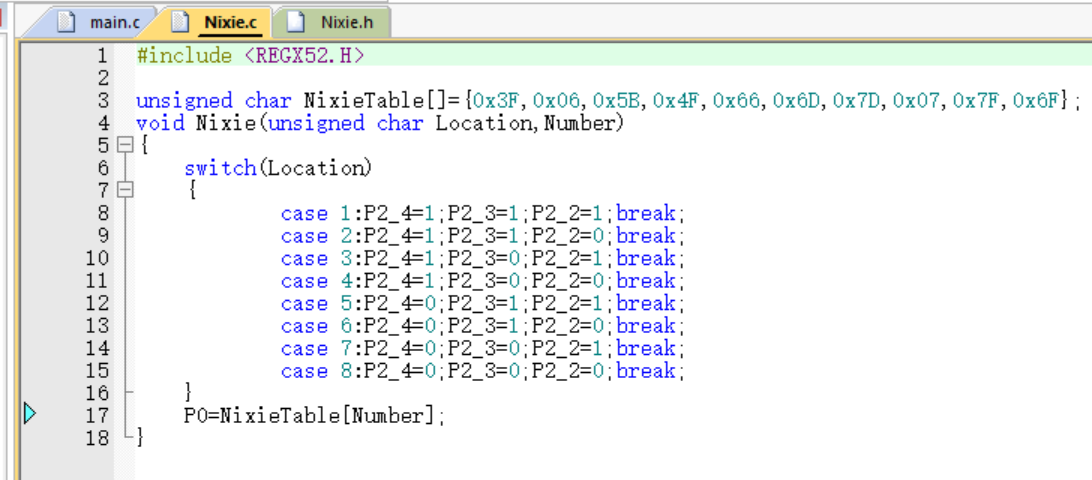 main.c Nixie.c Nixie.h
1 #include <REGX52.H>
2
3 unsigned char NixieTable[]={0x3F,0x06,0x5B,0x4F,0x66,0x6D,0x7D,0x07,0x7F,0x6F};
4 void Nixie(unsigned char Location,Number)
5 {
6 switch(Location)
7 {
8 case 1:P2_4=1;P2_3=1;P2_2=1;break;
9 case 2:P2_4=1;P2_3=1;P2_2=0;break;
10 case 3:P2_4=1;P2_3=0;P2_2=1;break;
11 case 4:P2_4=1;P2_3=0;P2_2=0;break;
12 case 5:P2_4=0;P2_3=1;P2_2=1;break;
13 case 6:P2_4=0;P2_3=1;P2_2=0;break;
14 case 7:P2_4=0;P2_3=0;P2_2=1;break;
15 case 8:P2_4=0;P2_3=0;P2_2=0;break;
16 }
17 P0=NixieTable[Number];
18 }